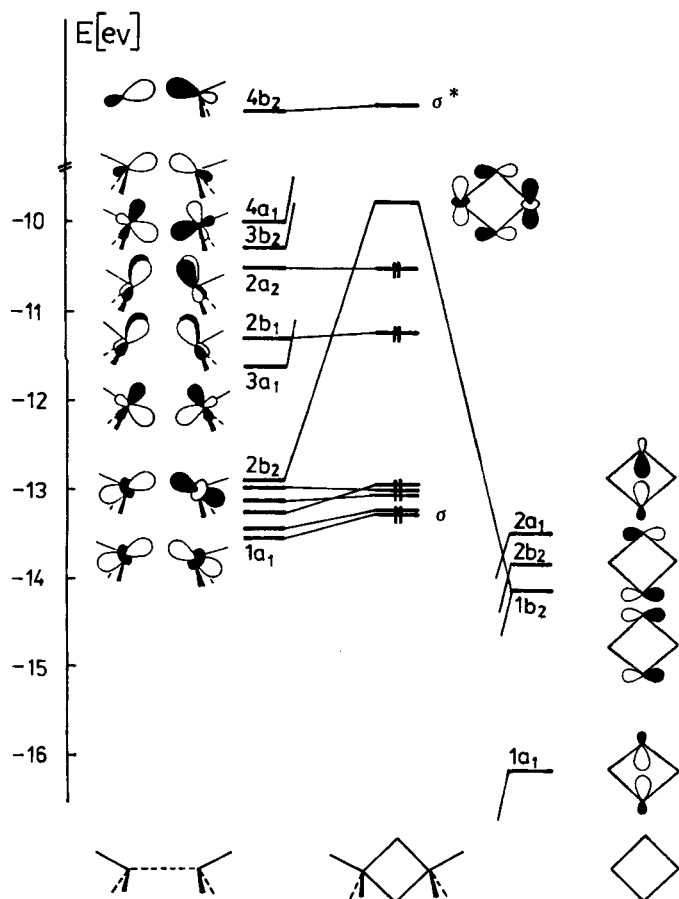 E[ev]
4b₂
σ*
4a₁
-10
3b₂
2a₂
-11
2b₁
3a₁
-12
2b₂
-13
σ
2a₁
1a₁
2b₂
-14
1b₂
-15
-16
1a₁